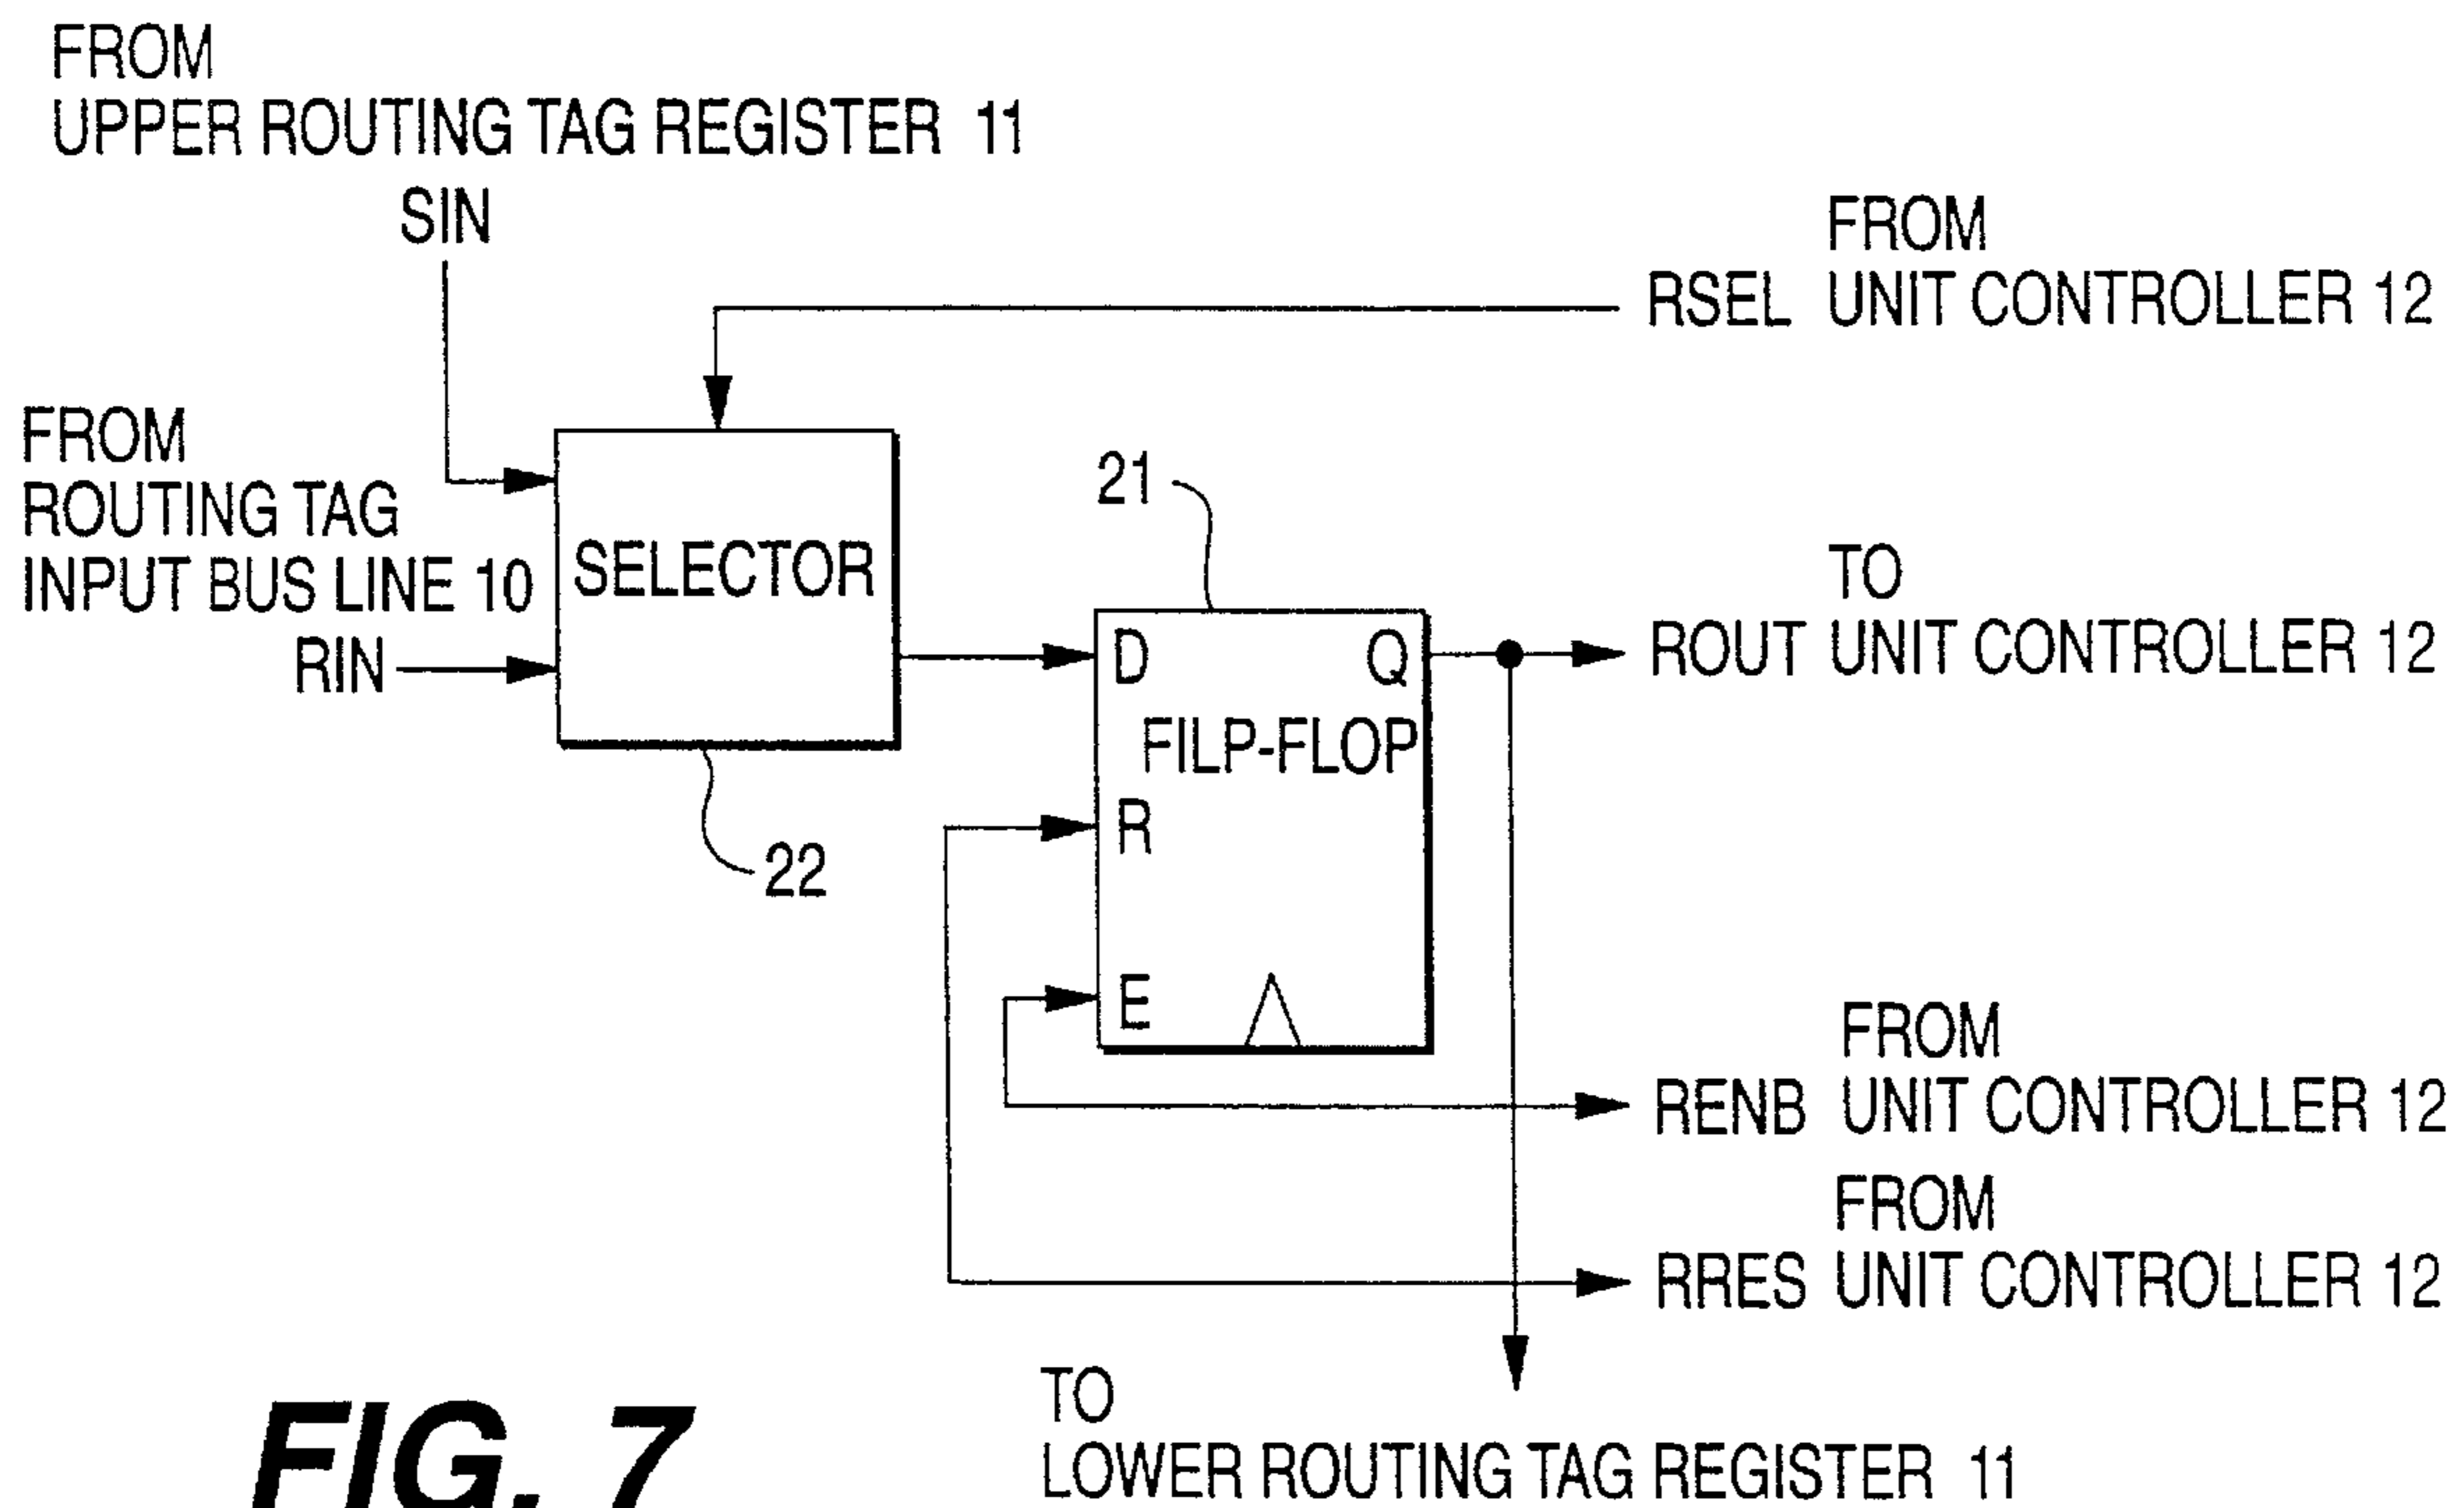 FROM
UPPER ROUTING TAG REGISTER 11
SIN
FROM
RSEL UNIT CONTROLLER 12
FROM
ROUTING TAG
INPUT BUS LINE 10
RIN
SELECTOR
22
21
D Q
FILP-FLOP
R
E
TO
ROUT UNIT CONTROLLER 12
FROM
RENB UNIT CONTROLLER 12
FROM
RRES UNIT CONTROLLER 12
TO
LOWER ROUTING TAG REGISTER 11
FIG. 7